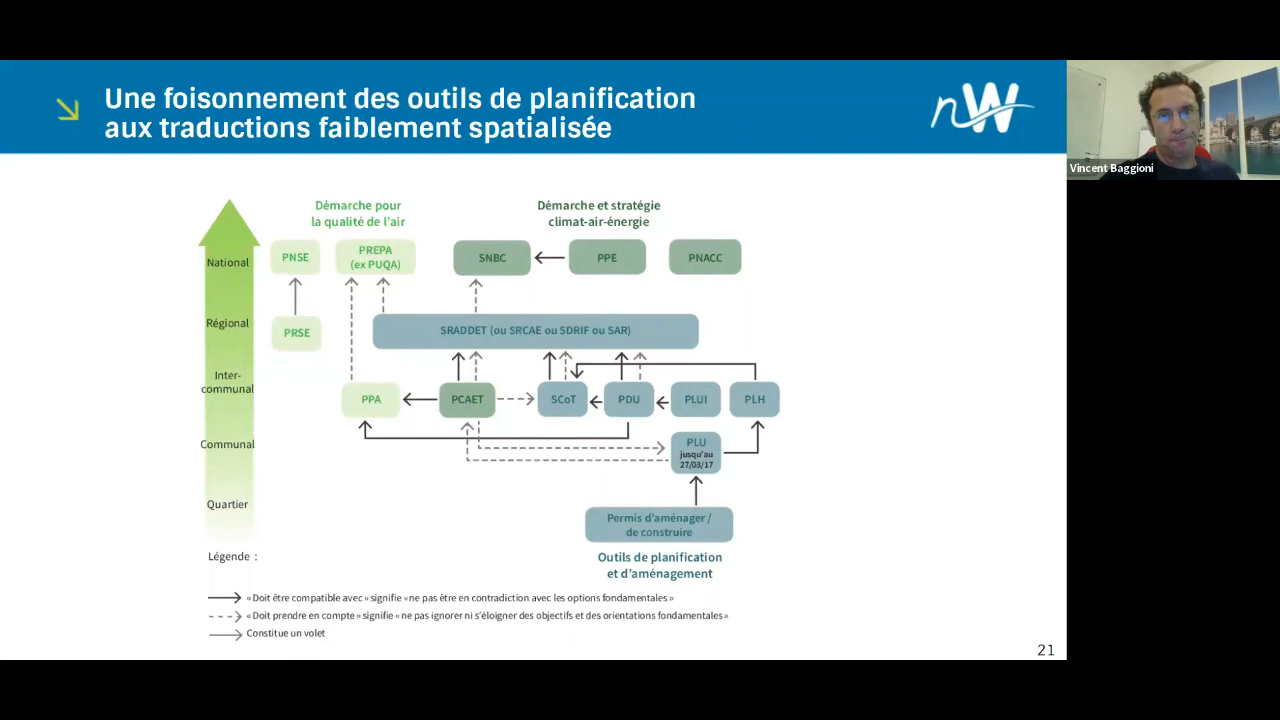 Une foisonnement des outils de planification
aux traductions faiblement spatialisée
nW
Vincent Baggioni
Démarche pour
la qualité de l'air
Démarche et stratégie
climat-air-énergie
National
PNSE
PREPA
(ex PUQA)
SNBC
PPE
PNACC
Régional
PRSE
SRADDET (ou SRCAE ou SDRIF ou SAR)
Inter-
communal
PPA
PCAET
SCoT
PDU
PLUI
PLH
Communal
PLU
jusqu'au
27/03/17
Quartier
Permis d'aménager /
de construire
Légende :
Outils de planification
et d'aménagement
« Doit être compatible avec » signifie « ne pas être en contradiction avec les options fondamentales »
« Doit prendre en compte » signifie « ne pas ignorer ni s'éloigner des objectifs et des orientations fondamentales »
Constitue un volet
21